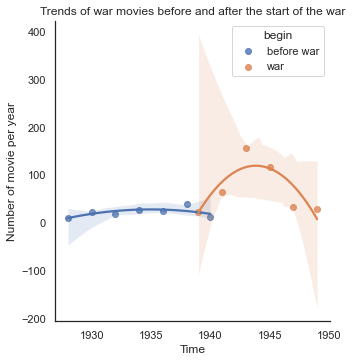 Trends of war movies before and after the start of the war
begin
before war
war
Number of movie per year
400
300
200
100
0
−100
−200
1930
1935
1940
1945
1950
Time